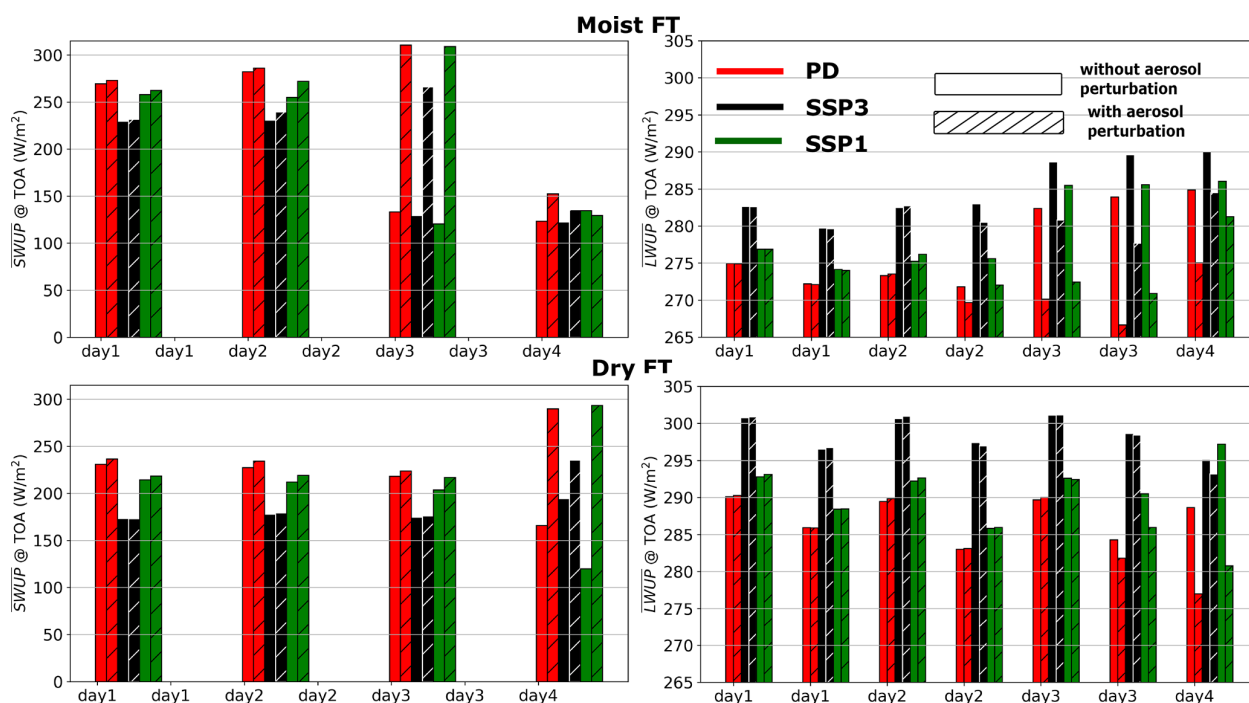 Moist FT
SWUP @ TOA (W/m²)
300
250
200
150
100
50
0
day1 day1 day2 day2 day3 day3 day4
LWUP @ TOA (W/m²)
305
300
295
290
285
280
275
270
265
day1 day1 day2 day2 day3 day3 day4
PD
SSP3
SSP1
without aerosol
perturbation
with aerosol
perturbation
Dry FT
SWUP @ TOA (W/m²)
300
250
200
150
100
50
0
day1 day1 day2 day2 day3 day3 day4
LWUP @ TOA (W/m²)
305
300
295
290
285
280
275
270
265
day1 day1 day2 day2 day3 day3 day4